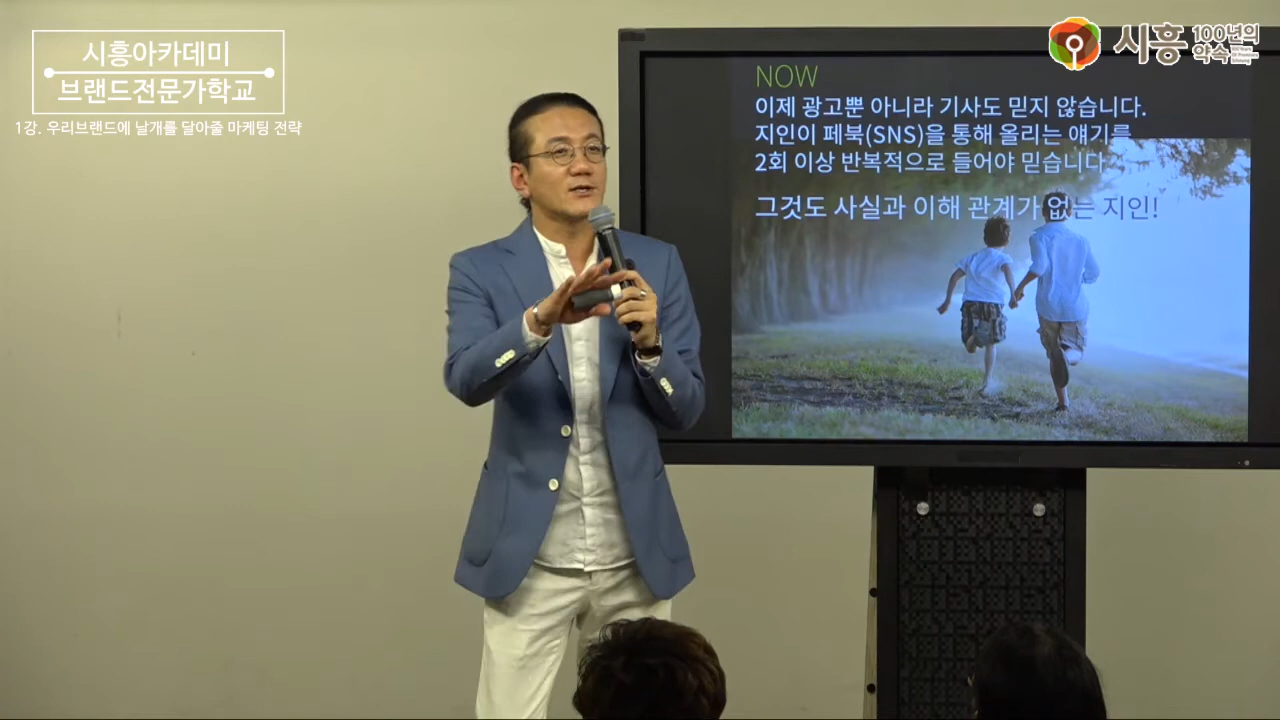 시흥아카데미
브랜드전문가학교
1강. 우리브랜드에 날개를 달아줄 마케팅 전략
시흥 100년의
약속
NOW
이제 광고뿐 아니라 기사도 믿지 않습니다.
지인이 페북(SNS)을 통해 올리는 얘기를
2회 이상 반복적으로 들어야 믿습니다
그것도 사실과 이해 관계가 없는 지인!